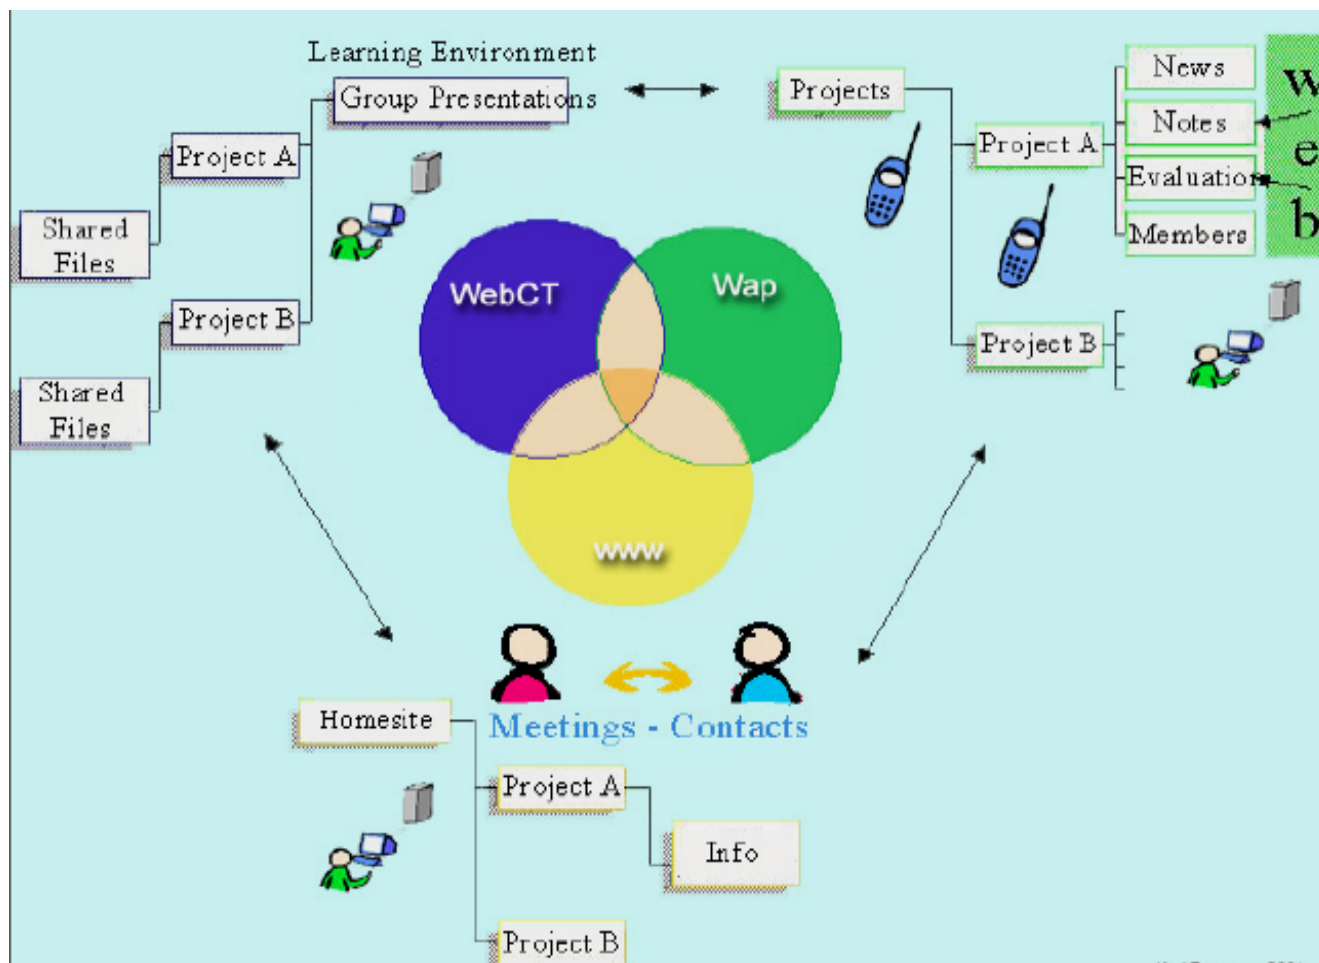 Learning Environment
Group Presentations
Project A
Shared
Files
Project B
Shared
Files
Projects
Project A
News
Notes
Evaluation
Members
Project B
w
e
b
WebCT
Wap
www
Meetings - Contacts
Homesite
Project A
Info
Project B